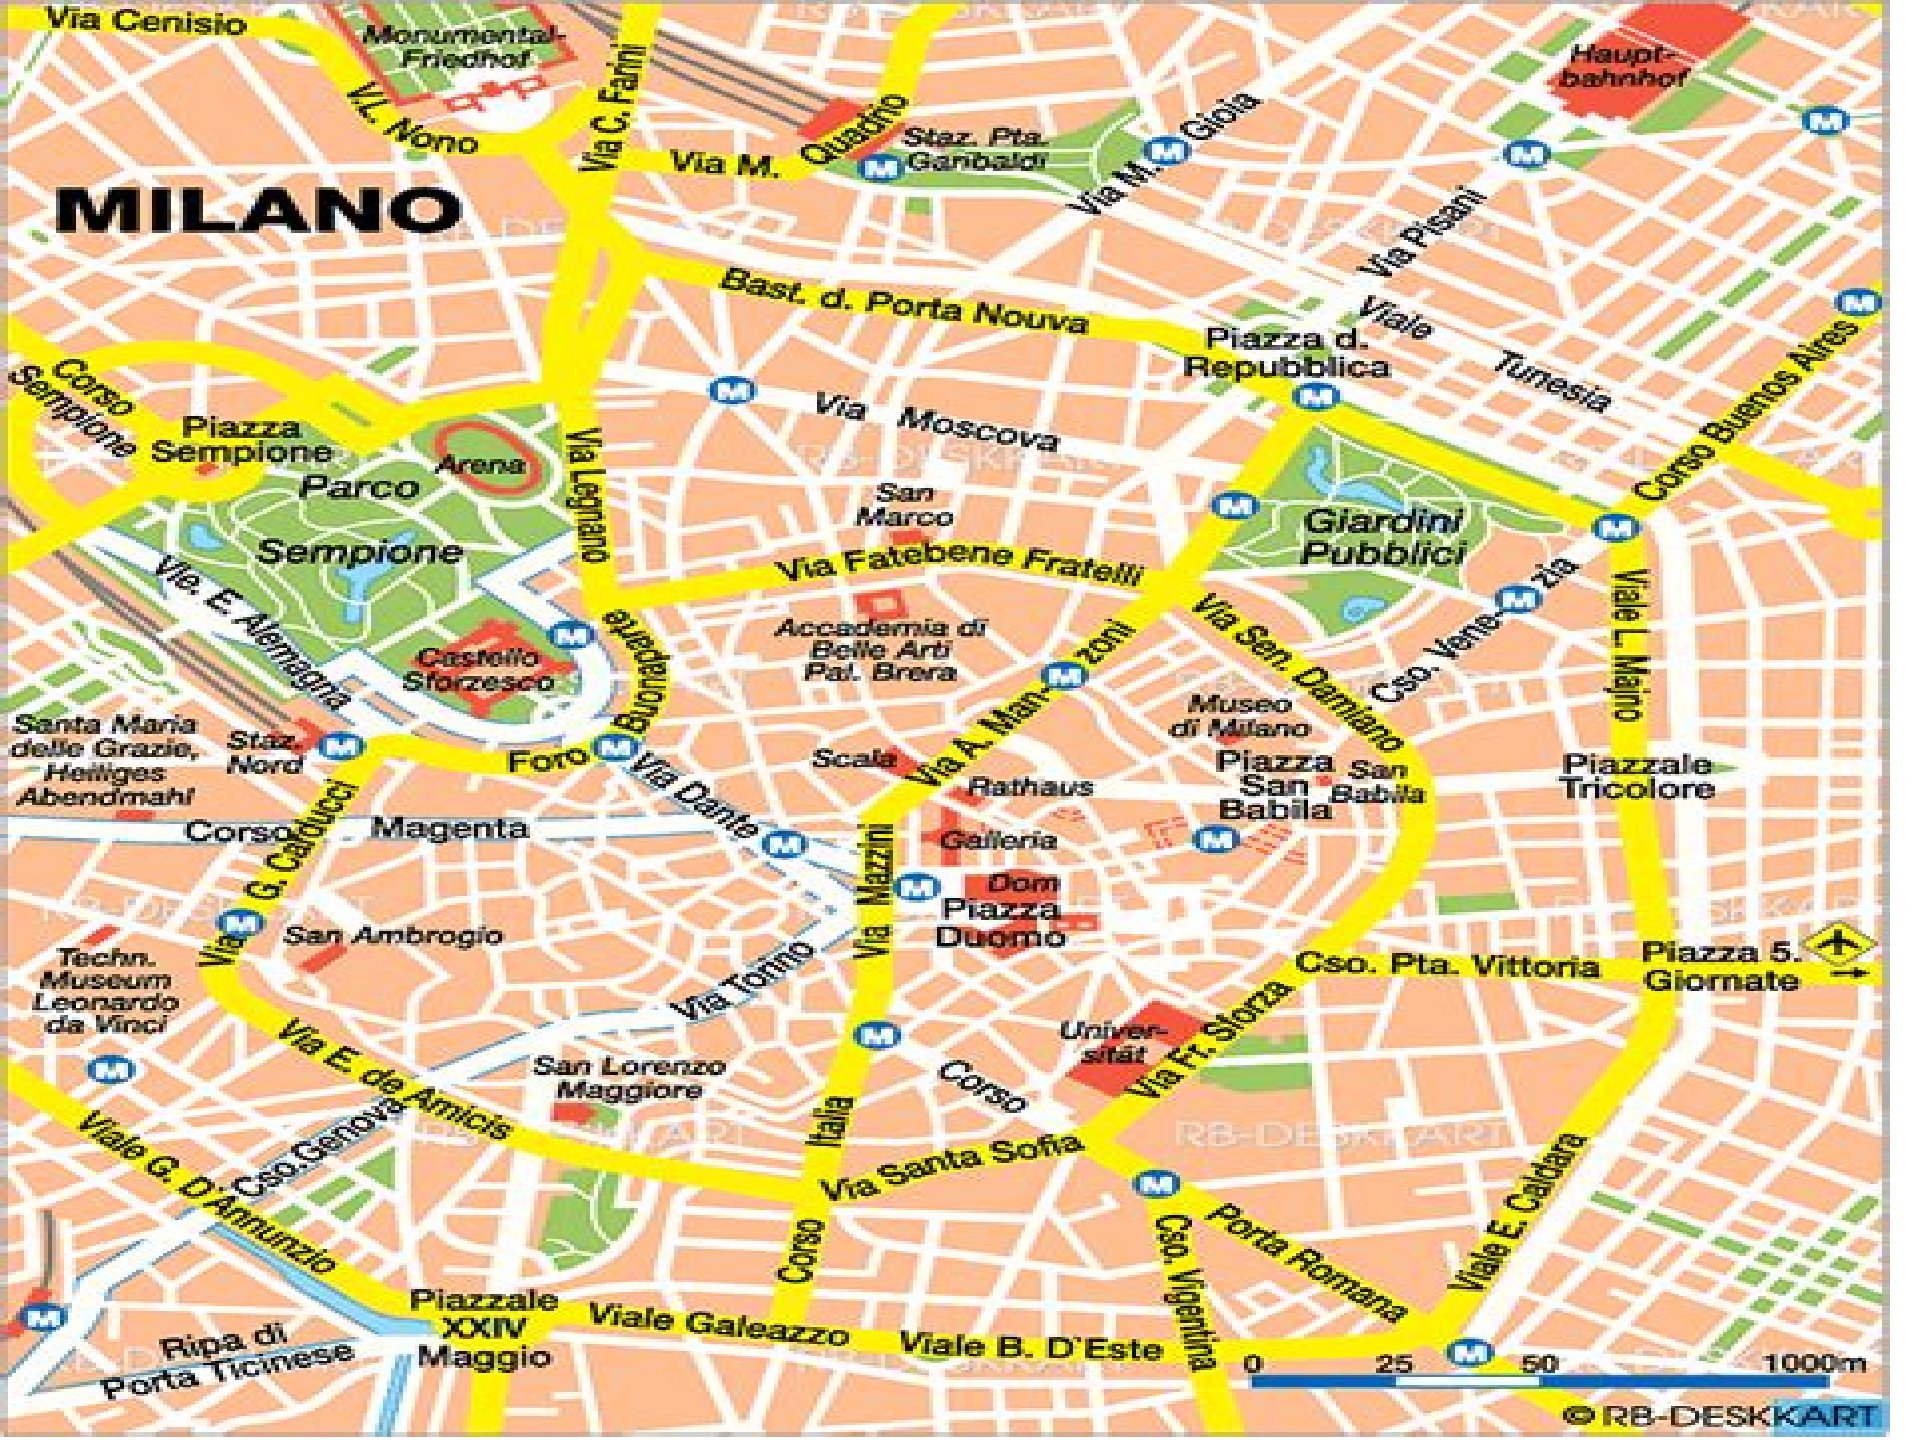 Via Cenisio
Monumental-
Friedhof
Via C. Farini
Haupt-
bahnhof
V.L. Nono
Via M. Quadrio
Staz. Pta.
Garibaldi
Via M. Gioia
MILANO
Via Pisani
Bast. d. Porta Nouva
Viale Tunesia
Piazza d.
Repubblica
Corso
Sempione
Corso Buenos Aires
Piazza
Sempione
Via Moscova
Arena
Parco
Sempione
Via Legnano
San
Marco
Giardini
Pubblici
Via Fatebene Fratelli
Vle. E. Alemagna
Cso. Vene- zia
Viale L. Majno
Via Sen. Damiano
Accademia di
Belle Arti
Pal. Brera
Castello
Sforzesco
Foro Buonaparte
Via A. Man- zoni
Museo
di Milano
Santa Maria
delle Grazie,
Heiliges
Abendmahl
Staz.
Nord
Via Dante
Scala
Rathaus
Piazza
San
Babila
San
Babila
Piazzale
Tricolore
Corso Magenta
Via G. Carducci
Via Mazzini
Galleria
Dom
Piazza
Duomo
San Ambrogio
Techn.
Museum
Leonardo
da Vinci
Via Torino
Cso. Pta. Vittoria
Piazza 5.
Giornate
Via E. de Amicis
San Lorenzo
Maggiore
Univer-
sität
Via Fr. Sforza
Corso
Porta Romana
Corso Italia
Via Santa Sofia
Cso.Genova
Viale G. D'Annunzio
Viale E. Caldara
Cso. Vigentina
Piazzale
XXIV
Maggio
Viale Galeazzo
Viale B. D'Este
Ripa di
Porta Ticinese
0 25 50 1000m
© RB-DESKKART